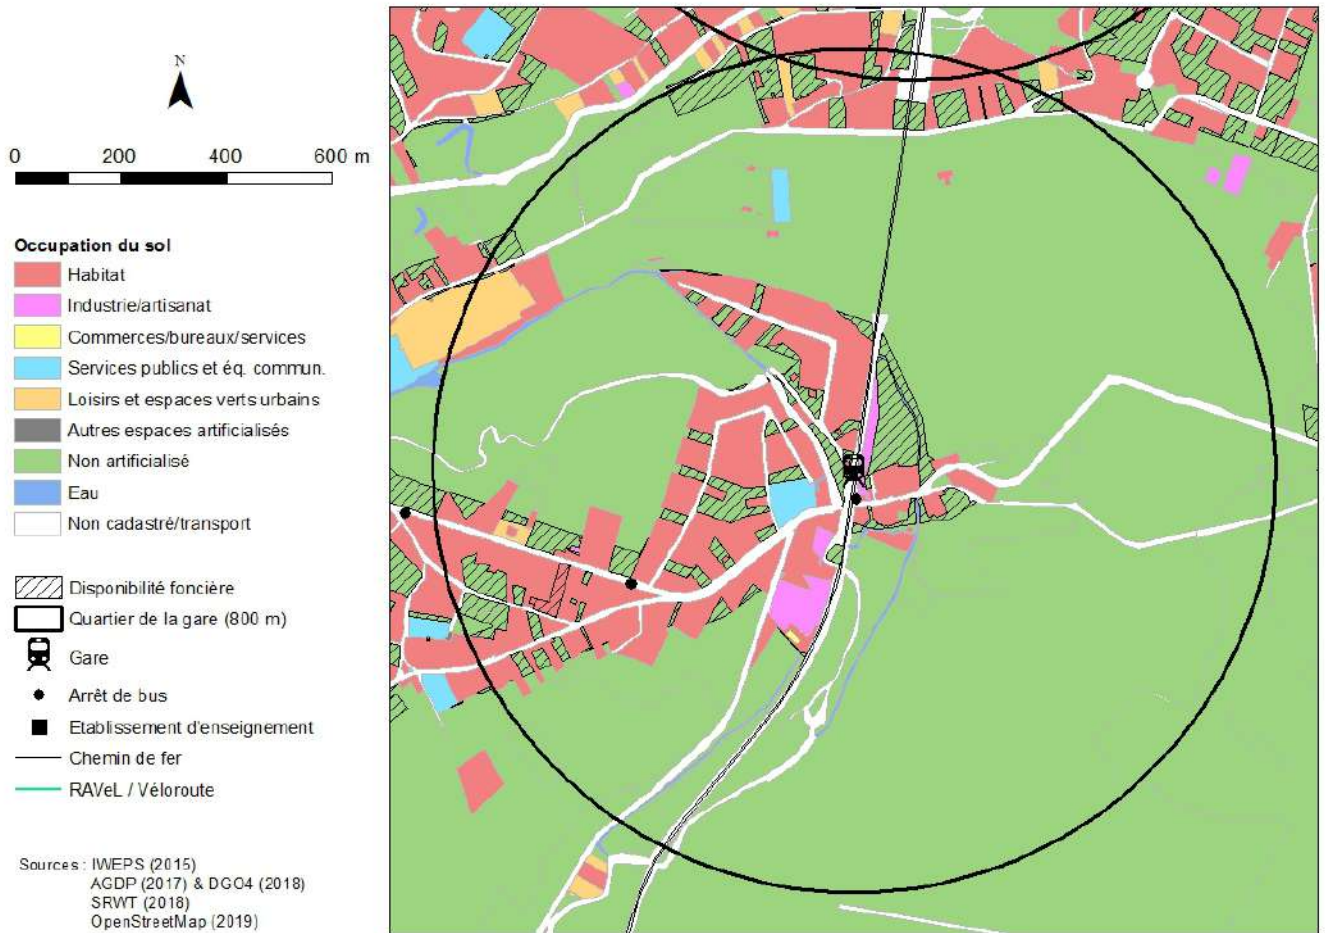 N
0 200 400 600 m
Occupation du sol
Habitat
Industrie/artisanat
Commerces/bureaux/services
Services publics et éq. commun.
Loisirs et espaces verts urbains
Autres espaces artificialisés
Non artificialisé
Eau
Non cadastré/transport
Disponibilité foncière
Quartier de la gare (800 m)
Gare
Arrêt de bus
Etablissement d'enseignement
Chemin de fer
RAVeL / Véloroute
Sources : IWEPS (2015)
AGDP (2017) & DGO4 (2018)
SRWT (2018)
OpenStreetMap (2019)